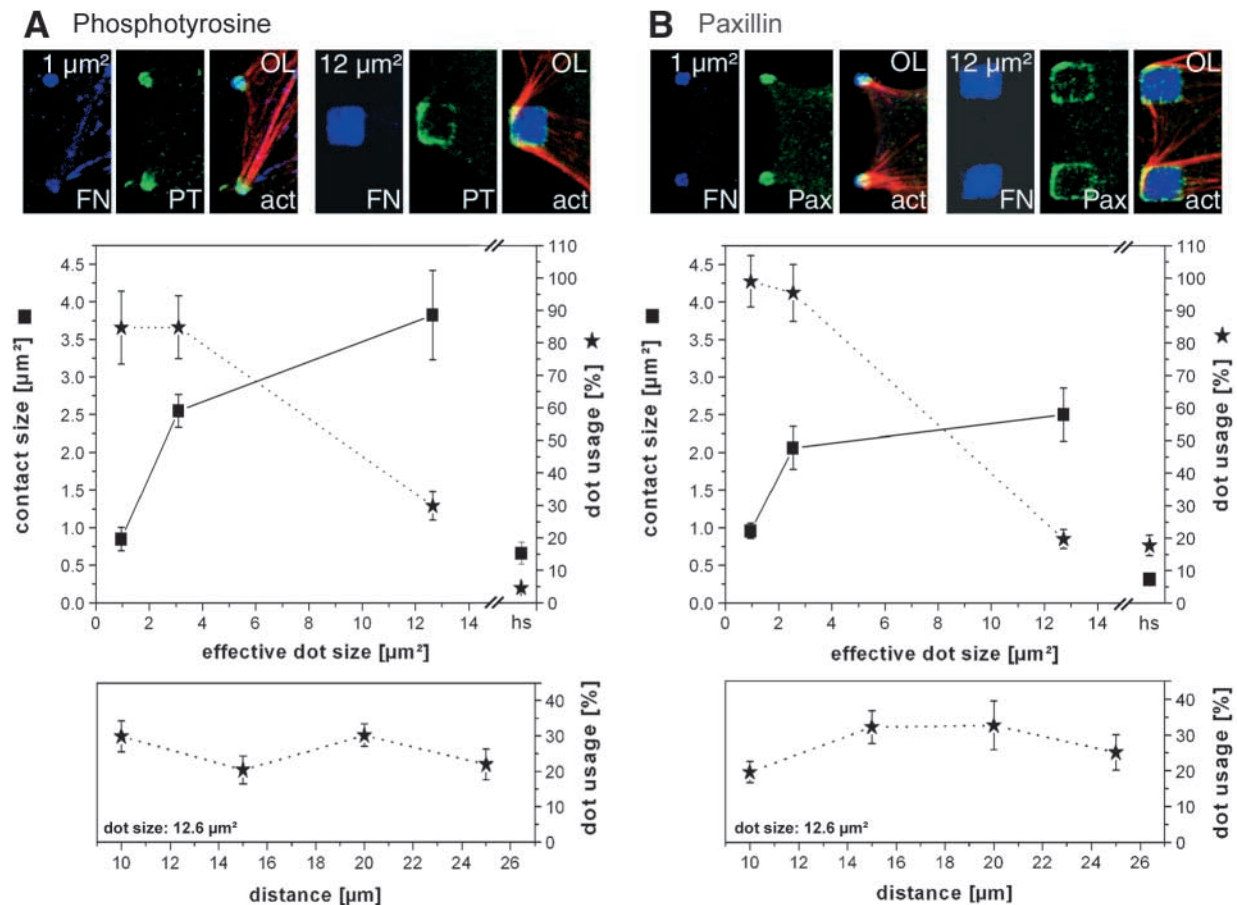 A Phosphotyrosine
1 µm² OL 12 µm² OL
FN PT act FN PT act
4.5
4.0
3.5
3.0
2.5
2.0
1.5
1.0
0.5
0.0
contact size [µm²]
110
100
90
80
70
60
50
40
30
20
10
0
dot usage [%]
0 2 4 6 8 10 12 14 hs
effective dot size [µm²]
40
30
20
10
0
dot usage [%]
dot size: 12.6 µm²
10 12 14 16 18 20 22 24 26
distance [µm]
B Paxillin
1 µm² OL 12 µm² OL
FN Pax act FN Pax act
4.5
4.0
3.5
3.0
2.5
2.0
1.5
1.0
0.5
0.0
contact size [µm²]
110
100
90
80
70
60
50
40
30
20
10
0
dot usage [%]
0 2 4 6 8 10 12 14 hs
effective dot size [µm²]
40
30
20
10
0
dot usage [%]
dot size: 12.6 µm²
10 12 14 16 18 20 22 24 26
distance [µm]